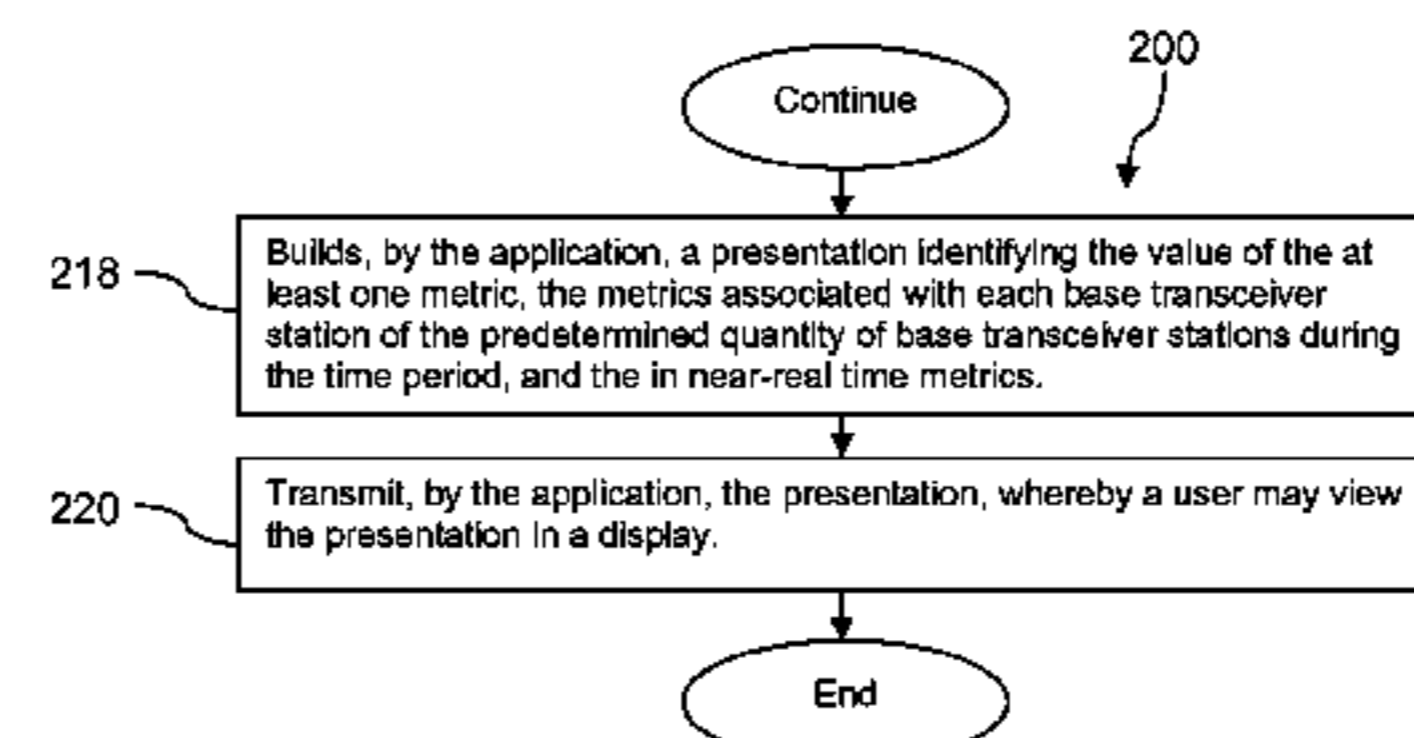 200
Continue
218
Builds, by the application, a presentation identifying the value of the at
least one metric, the metrics associated with each base transceiver
station of the predetermined quantity of base transceiver stations during
the time period, and the in near-real time metrics.
220
Transmit, by the application, the presentation, whereby a user may view
the presentation in a display.
End